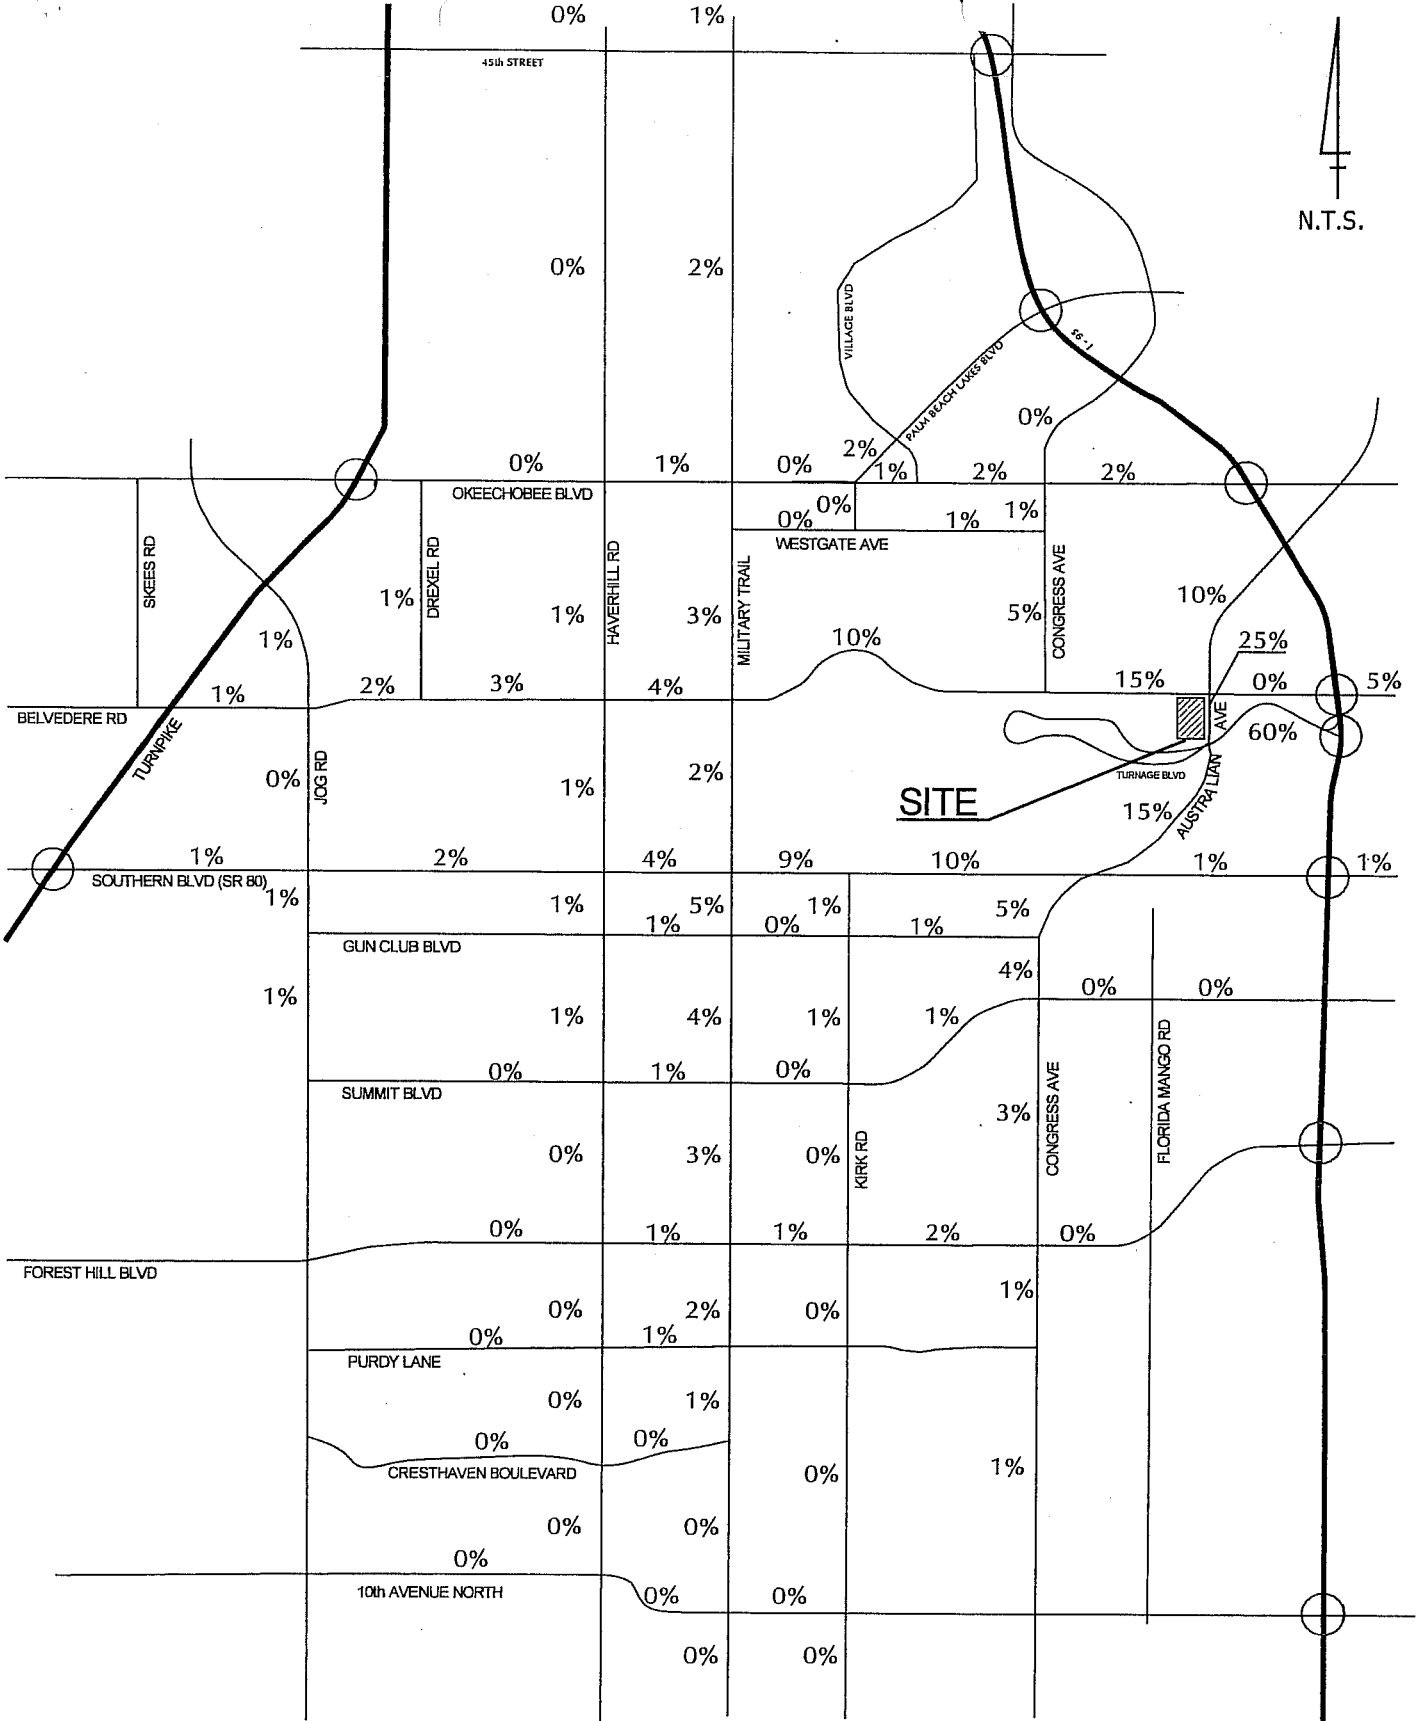 0% 1%
45th STREET
N.T.S.
0% 2%
VILLAGE BLVD
I - 95
PALM BEACH LAKES BLVD
0%
0% 1% 0% 2% 1% 2% 2%
OKEECHOBEE BLVD
0% 0% 1% 1%
WESTGATE AVE
SKEES RD
DREXEL RD
HAVERHILL RD
MILITARY TRAIL
CONGRESS AVE
1% 1% 3% 5% 10%
1% 10% 25%
1% 2% 3% 4% 15% 0% 5%
BELVEDERE RD
TURNPIKE
AVE
60%
0% JOG RD 1% 2%
TURNAGE BLVD
AUSTRALIAN
SITE
15%
1% 2% 4% 9% 10% 1% 1%
SOUTHERN BLVD (SR 80)
1% 1% 5% 1% 5%
1% 0% 1%
GUN CLUB BLVD
4%
1% 0% 0%
1% 4% 1% 1%
0% 1% 0%
SUMMIT BLVD
FLORIDA MANGO RD
CONGRESS AVE
3%
KIRK RD
0% 3% 0%
0% 1% 1% 2% 0%
FOREST HILL BLVD
1%
0% 2% 0%
0% 1%
PURDY LANE
0% 1%
0% 0%
CRESTHAVEN BOULEVARD
0% 1%
0% 0%
0%
10th AVENUE NORTH
0% 0%
0% 0%